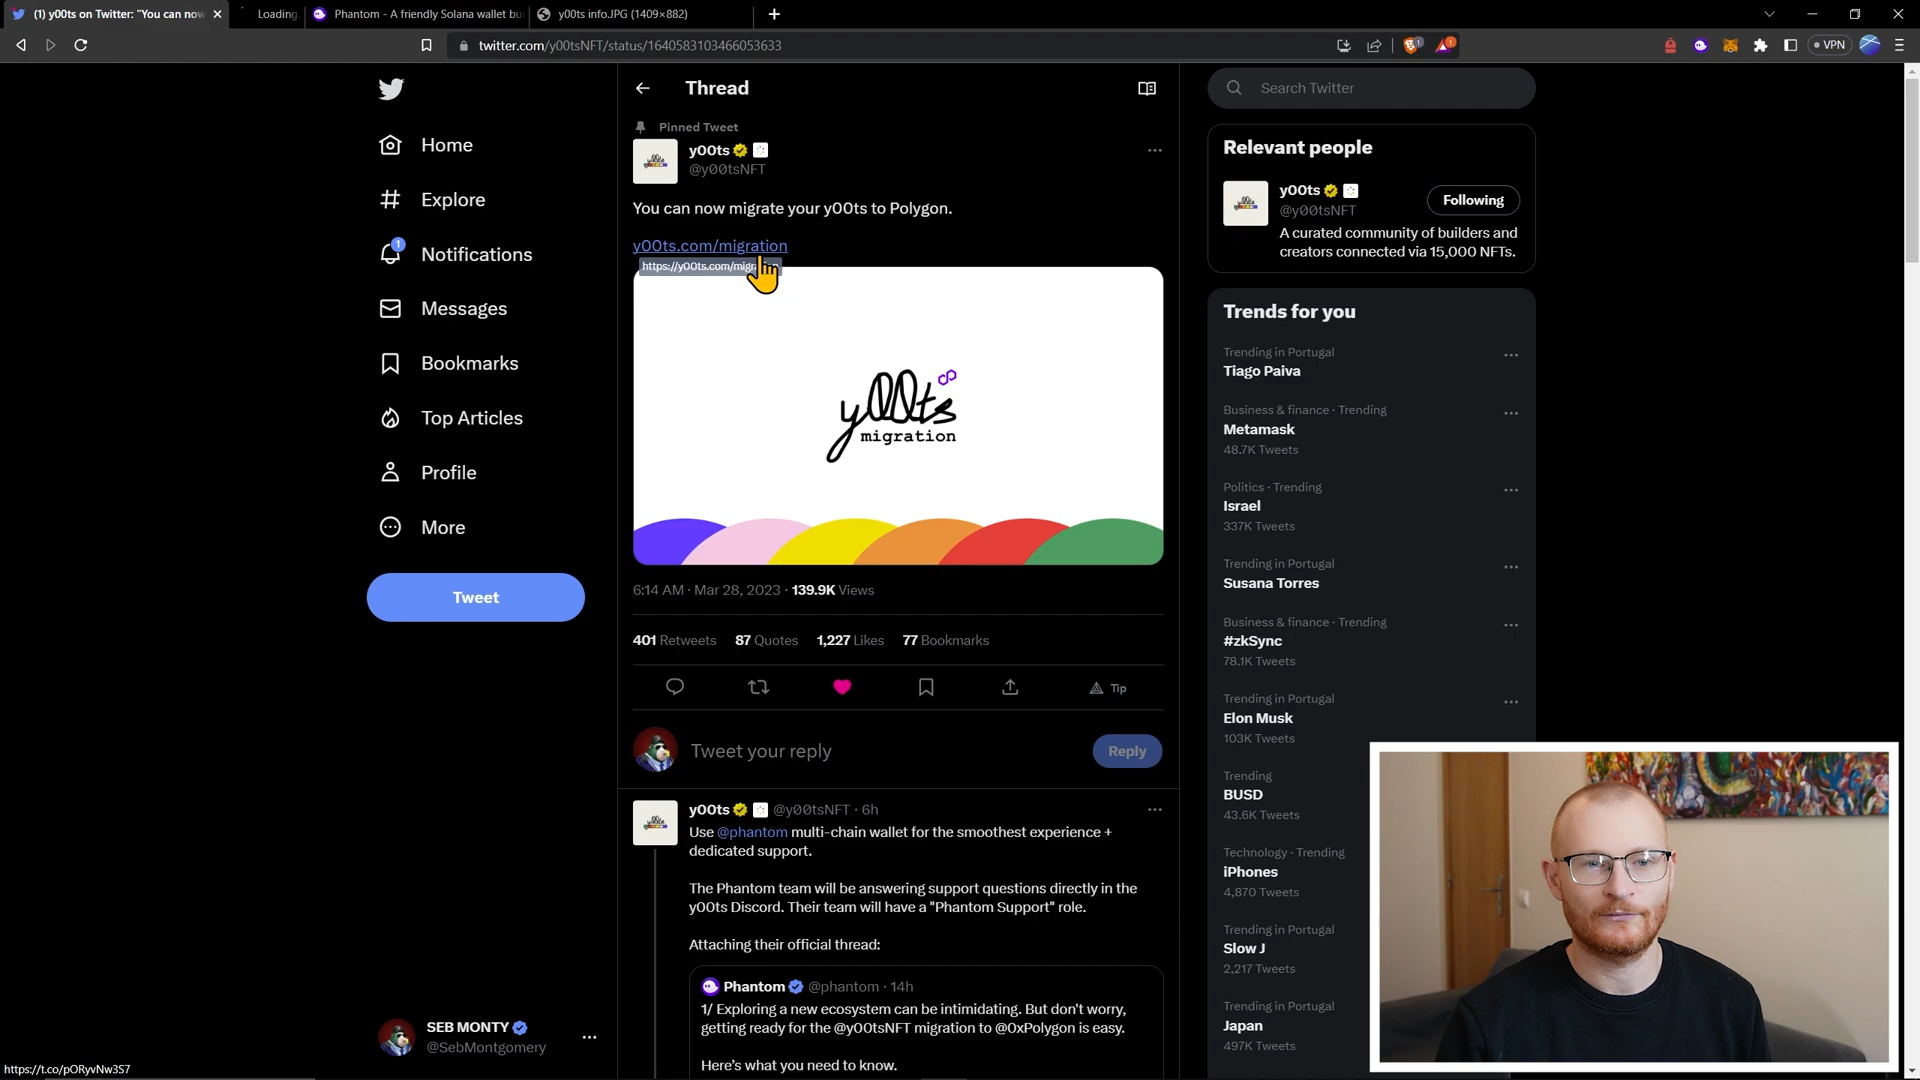 (1) y00ts on Twitter: "You can now
Loading
Phantom - A friendly Solana wallet bu
y00ts info.JPG (1409×882)
twitter.com/y00tsNFT/status/1640583103466053633
1
1
VPN
Home
Explore
1
Notifications
Messages
Bookmarks
Top Articles
Profile
More
Tweet
SEB MONTY
@SebMontgomery
https://t.co/pORyvNw3S7
Thread
Pinned Tweet
y00ts
@y00tsNFT
You can now migrate your y00ts to Polygon.
y00ts.com/migration
y00ts
migration
6:14 AM · Mar 28, 2023 · 139.9K Views
401 Retweets 87 Quotes 1,227 Likes 77 Bookmarks
Tip
Tweet your reply
Reply
y00ts @y00tsNFT · 6h
Use @phantom multi-chain wallet for the smoothest experience +
dedicated support.
The Phantom team will be answering support questions directly in the
y00ts Discord. Their team will have a "Phantom Support" role.
Attaching their official thread:
Phantom @phantom · 14h
1/ Exploring a new ecosystem can be intimidating. But don't worry,
getting ready for the @y00tsNFT migration to @0xPolygon is easy.
Here's what you need to know.
Search Twitter
Relevant people
y00ts
@y00tsNFT
Following
A curated community of builders and
creators connected via 15,000 NFTs.
Trends for you
Trending in Portugal
Tiago Paiva
Business & finance · Trending
Metamask
48.7K Tweets
Politics · Trending
Israel
337K Tweets
Trending in Portugal
Susana Torres
Business & finance · Trending
#zkSync
78.1K Tweets
Trending in Portugal
Elon Musk
103K Tweets
Trending
BUSD
43.6K Tweets
Technology · Trending
iPhones
4,870 Tweets
Trending in Portugal
Slow J
2,217 Tweets
Trending in Portugal
Japan
497K Tweets